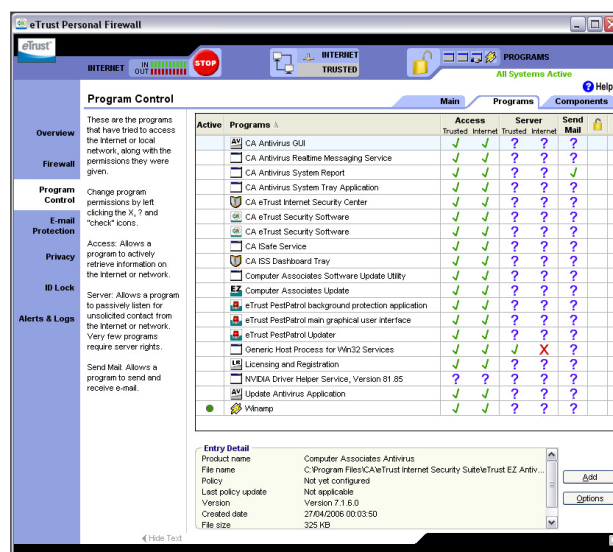 eTrust Personal Firewall
eTrust
INTERNET IN OUT
STOP
INTERNET
TRUSTED
PROGRAMS
All Systems Active
Help
Program Control
Main Programs Components
Overview
Firewall
Program Control
E-mail Protection
Privacy
ID Lock
Alerts & Logs
These are the programs
that have tried to access
the Internet or local
network, along with the
permissions they were
given.
Change program
permissions by left
clicking the X, ? and
"check" icons.
Access: Allows a
program to actively
retrieve information on
the Internet or network.
Server: Allows a program
to passively listen for
unsolicited contact from
the Internet or network.
Very few programs
require server rights.
Send Mail: Allows a
program to send and
receive e-mail.
Active Programs Access Server Send Mail
Trusted Internet Trusted Internet
AV CA Antivirus GUI ? ? ?
CA Antivirus Realtime Messaging Service ? ? ?
CA Antivirus System Report ? ?
CA Antivirus System Tray Application ? ? ?
CA eTrust Internet Security Center ? ? ?
CA eTrust Security Software ? ? ?
CA eTrust Security Software ? ? ?
CA ISafe Service ? ? ?
CA ISS Dashboard Tray ? ? ?
Computer Associates Software Update Utility ? ? ?
EZ Computer Associates Update ? ? ?
eTrust PestPatrol background protection application ? ? ?
eTrust PestPatrol main graphical user interface ? ? ?
eTrust PestPatrol Updater ? ? ?
Generic Host Process for Win32 Services X ?
LR Licensing and Registration ? ? ?
NVIDIA Driver Helper Service, Version 81.85 ? ? ? ? ?
AV Update Antivirus Application ? ? ?
Winamp ? ? ?
Entry Detail
Product name Computer Associates Antivirus
File name C:\Program Files\CA\eTrust Internet Security Suite\eTrust EZ Antiv...
Policy Not yet configured
Last policy update Not applicable
Version Version 7.1.6.0
Created date 27/04/2006 00:03:50
File size 325 KB
Add
Options
Hide Text